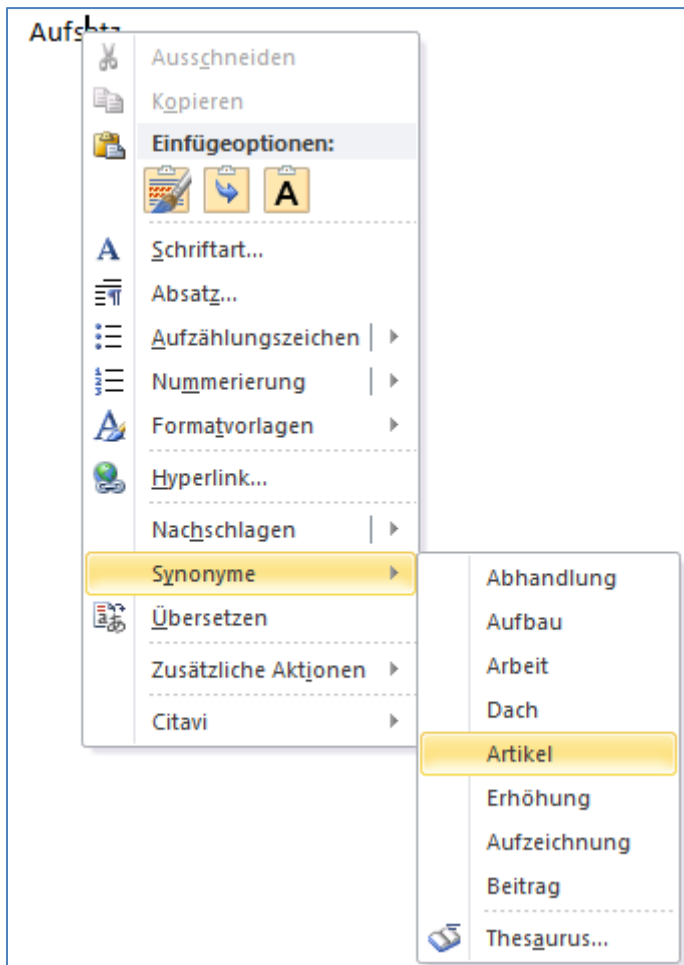 Aufsatz
Ausschneiden
Kopieren
Einfügeoptionen:
A
A Schriftart...
Absatz...
Aufzählungszeichen
Nummerierung
Formatvorlagen
Hyperlink...
Nachschlagen
Synonyme
Übersetzen
Zusätzliche Aktionen
Citavi
Abhandlung
Aufbau
Arbeit
Dach
Artikel
Erhöhung
Aufzeichnung
Beitrag
Thesaurus...